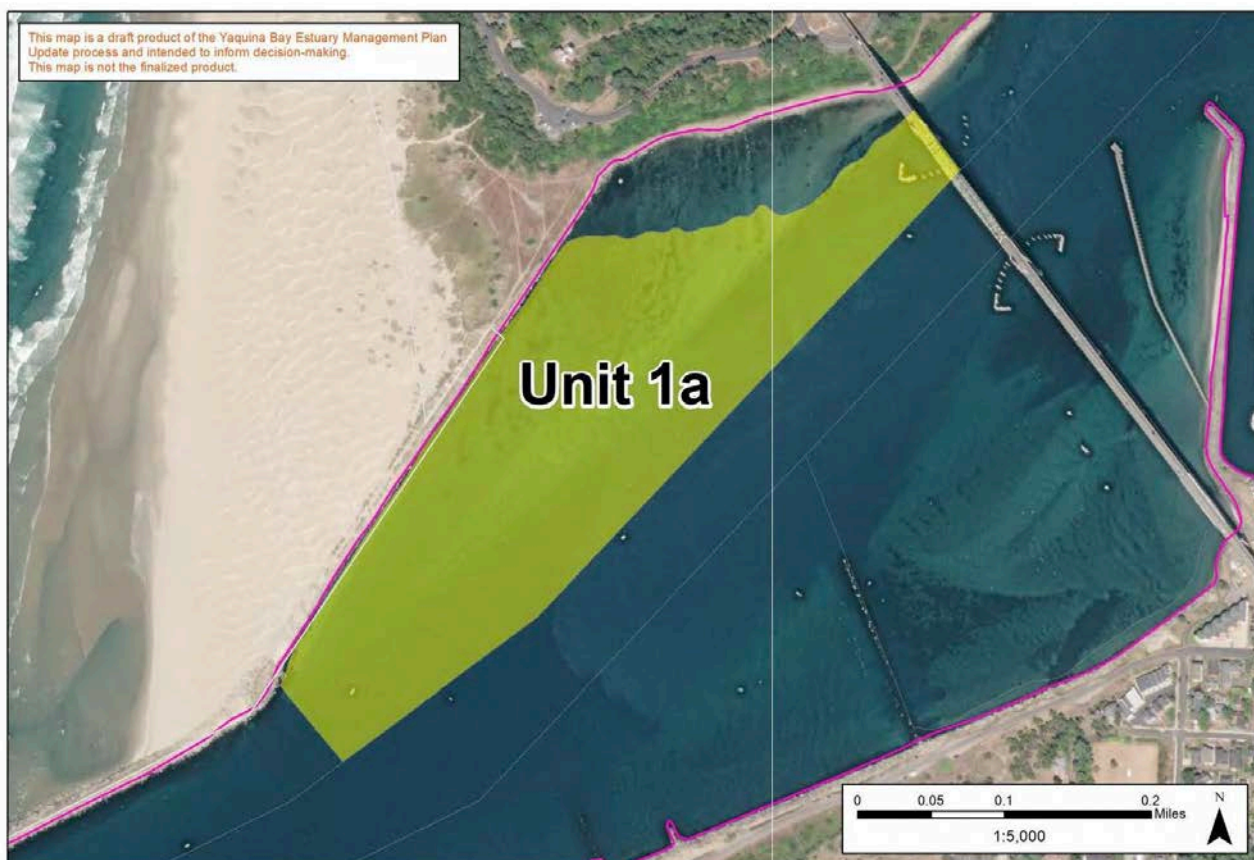 This map is a draft product of the Yaquina Bay Estuary Management Plan
Update process and intended to inform decision-making.
This map is not the finalized product.
Unit 1a
0 0.05 0.1 0.2
Miles
1:5,000
N